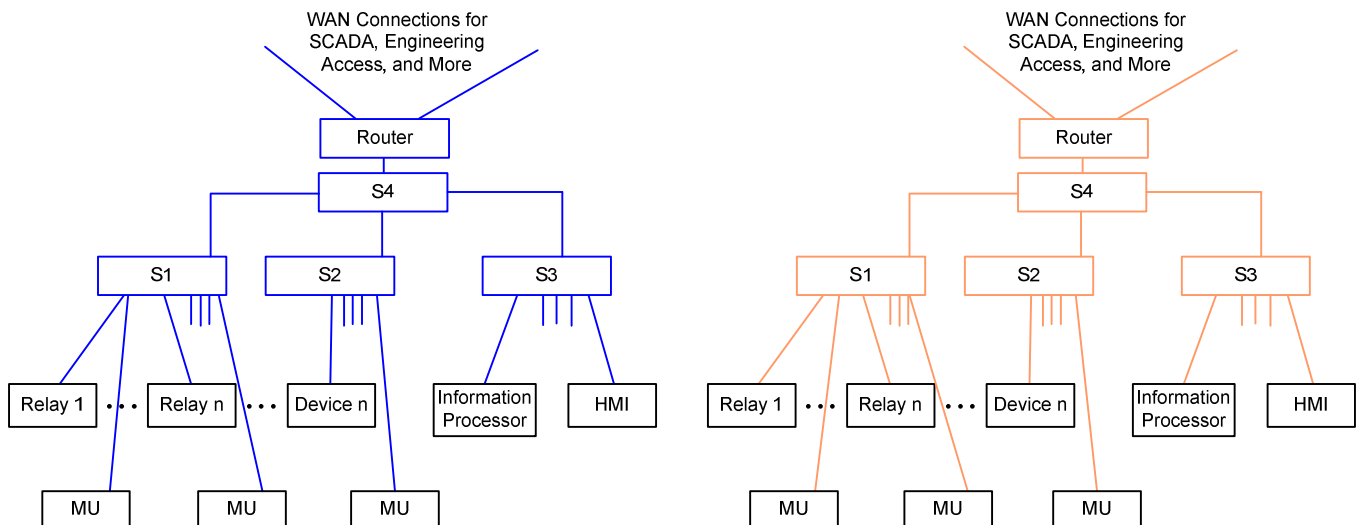 WAN Connections for
SCADA, Engineering
Access, and More
Router
S4
S1
S2
S3
Relay 1
Relay n
Device n
Information
Processor
HMI
MU
MU
MU
WAN Connections for
SCADA, Engineering
Access, and More
Router
S4
S1
S2
S3
Relay 1
Relay n
Device n
Information
Processor
HMI
MU
MU
MU